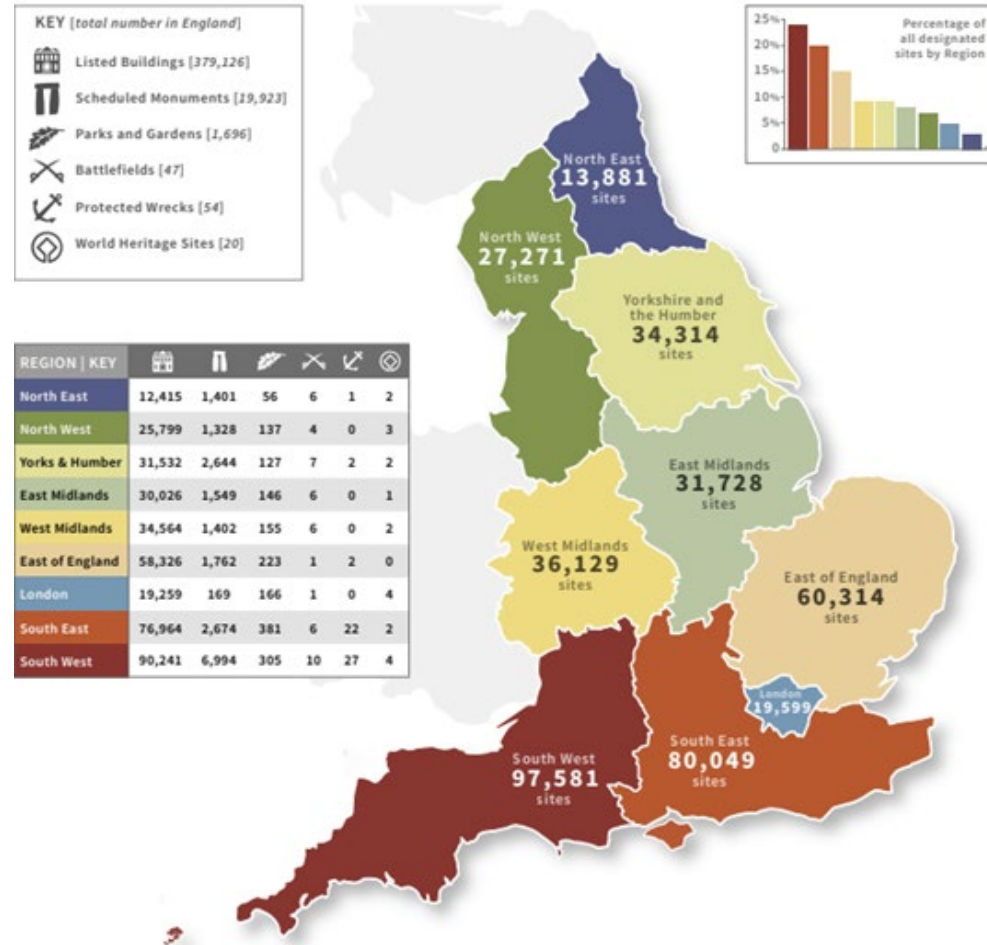 KEY [total number in England]
Listed Buildings [379,126]
Scheduled Monuments [19,923]
Parks and Gardens [1,696]
Battlefields [47]
Protected Wrecks [54]
World Heritage Sites [20]
25%
20%
15%
10%
5%
0
Percentage of
all designated
sites by Region
North East
13,881
sites
North West
27,271
sites
Yorkshire and
the Humber
34,314
sites
East Midlands
31,728
sites
West Midlands
36,129
sites
East of England
60,314
sites
London
19,599
South East
80,049
sites
South West
97,581
sites
REGION | KEY
North East 12,415 1,401 56 6 1 2
North West 25,799 1,328 137 4 0 3
Yorks & Humber 31,532 2,644 127 7 2 2
East Midlands 30,026 1,549 146 6 0 1
West Midlands 34,564 1,402 155 6 0 2
East of England 58,326 1,762 223 1 2 0
London 19,259 169 166 1 0 4
South East 76,964 2,674 381 6 22 2
South West 90,241 6,994 305 10 27 4